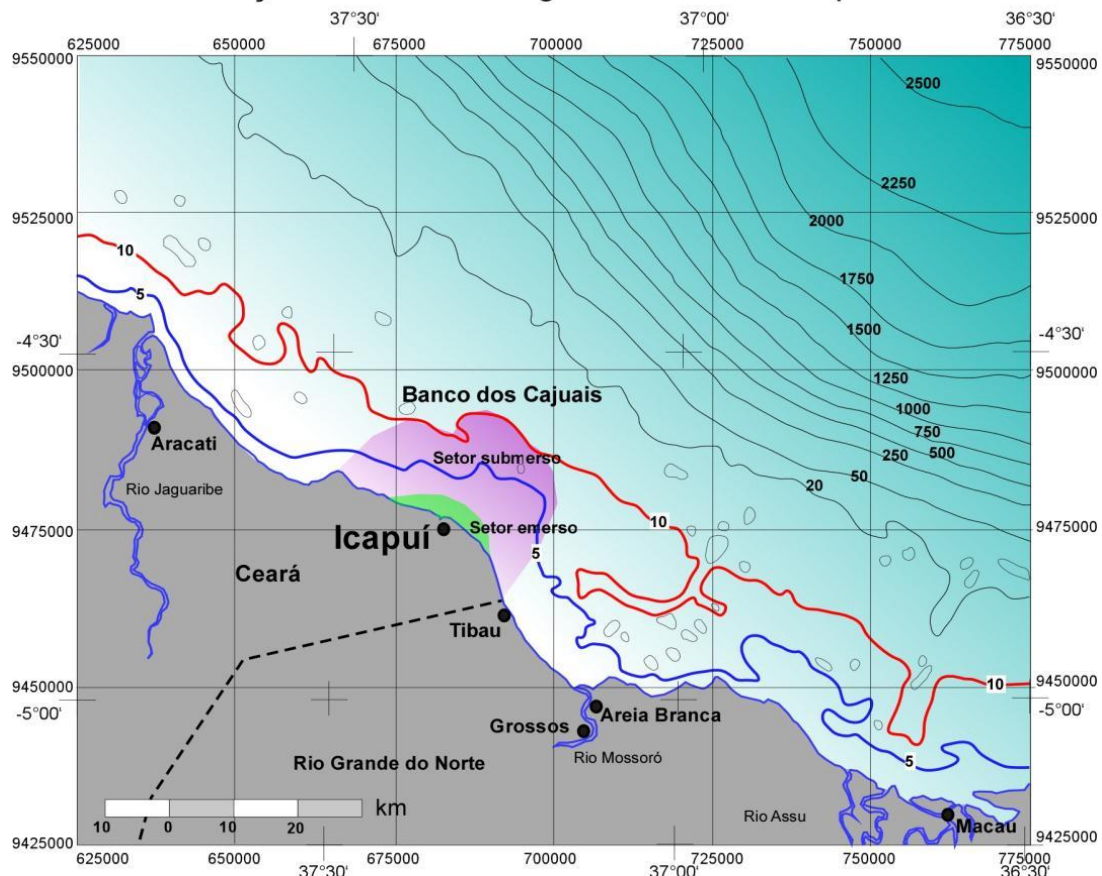 37°30' 37°00' 36°30'
625000 650000 675000 700000 725000 750000 775000
9550000 9550000
2500
2250
9525000 2000 9525000
10
1750
5
1500
-4°30' -4°30'
9500000 1250 9500000
Banco dos Cajuais 1000
750
Aracati 250 500
Setor submerso 50
Rio Jaguaribe 20
10
9475000 Setor emerso 9475000
Icapuí
5
Ceará
Tibau
9450000 10 9450000
-5°00' -5°00'
Areia Branca
Grossos
Rio Mossoró
5
Rio Grande do Norte
km
Rio Assu
10 0 10 20
Macau
9425000 9425000
625000 650000 675000 700000 725000 750000 775000
37°30' 37°00' 36°30'